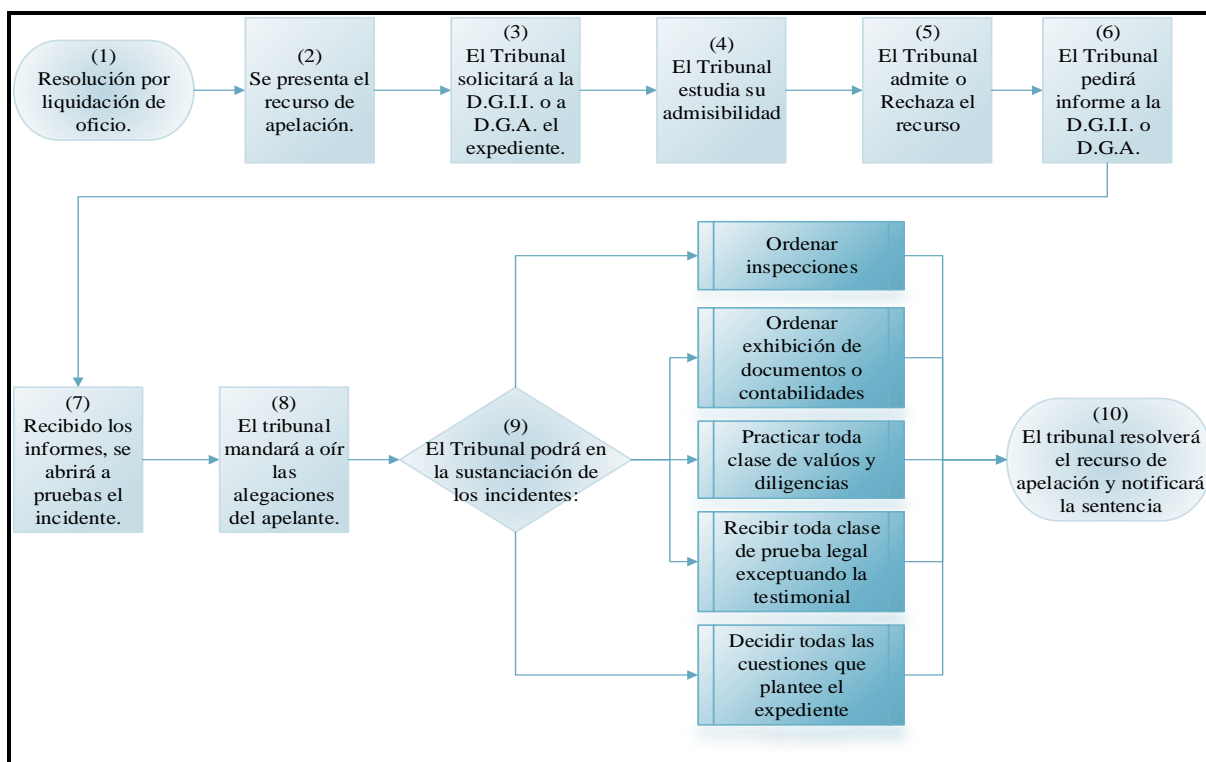 (1)
Resolución por
liquidación de
oficio.
(2)
Se presenta el
recurso de
apelación.
(3)
El Tribunal
solicitará a la
D.G.I.I. o a
D.G.A. el
expediente.
(4)
El Tribunal
estudia su
admisibilidad
(5)
El Tribunal
admite o
Rechaza el
recurso
(6)
El Tribunal
pedirá
informe a la
D.G.I.I. o
D.G.A.
(7)
Recibido los
informes, se
abrirá a
pruebas el
incidente.
(8)
El tribunal
mandará a oír
las
alegaciones
del apelante.
(9)
El Tribunal podrá en
la sustanciación de
los incidentes:
Ordenar
inspecciones
Ordenar
exhibición de
documentos o
contabilidades
Practicar toda
clase de valúos y
diligencias
Recibir toda clase
de prueba legal
exceptuando la
testimonial
Decidir todas las
cuestiones que
plantee el
expediente
(10)
El tribunal resolverá
el recurso de
apelación y notificará
la sentencia